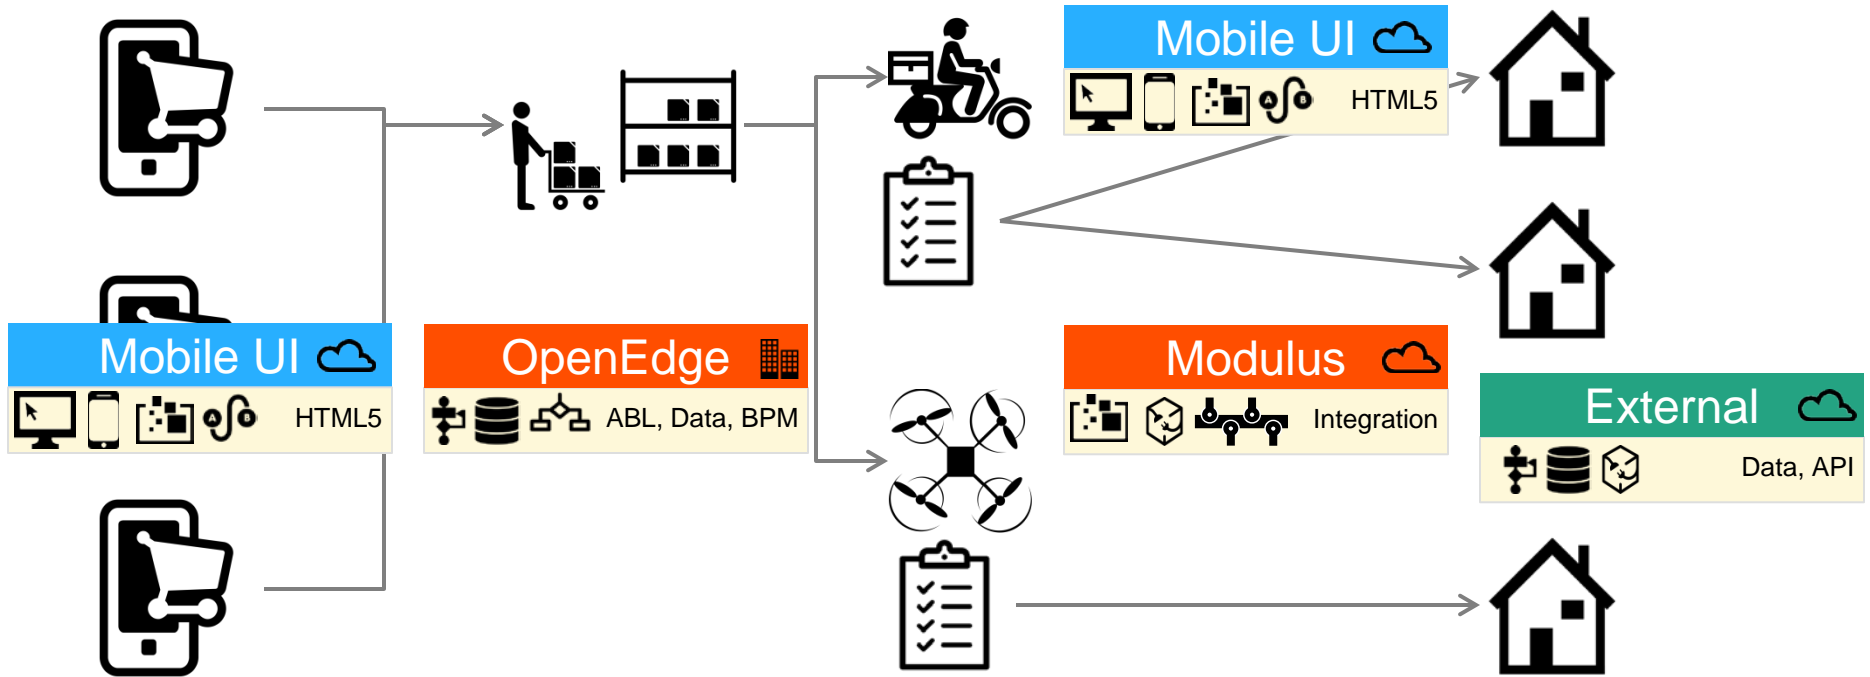 Mobile UI
A B
HTML5
Mobile UI
A B
HTML5
OpenEdge
ABL, Data, BPM
Modulus
Integration
External
Data, API